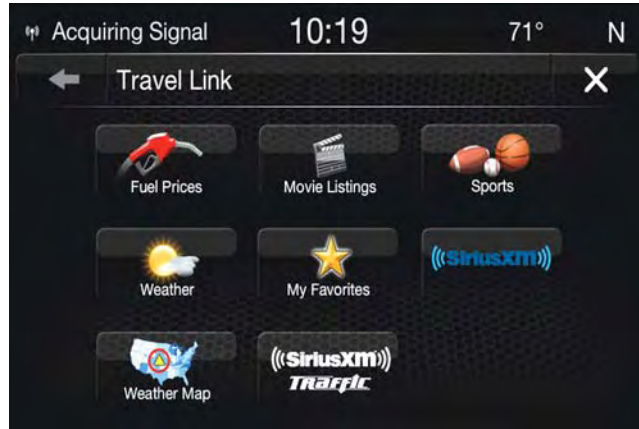 Acquiring Signal 10:19 71° N
Travel Link
Fuel Prices Movie Listings Sports
Weather My Favorites ((SiriusXM))
Weather Map ((SiriusXM))
Traffic